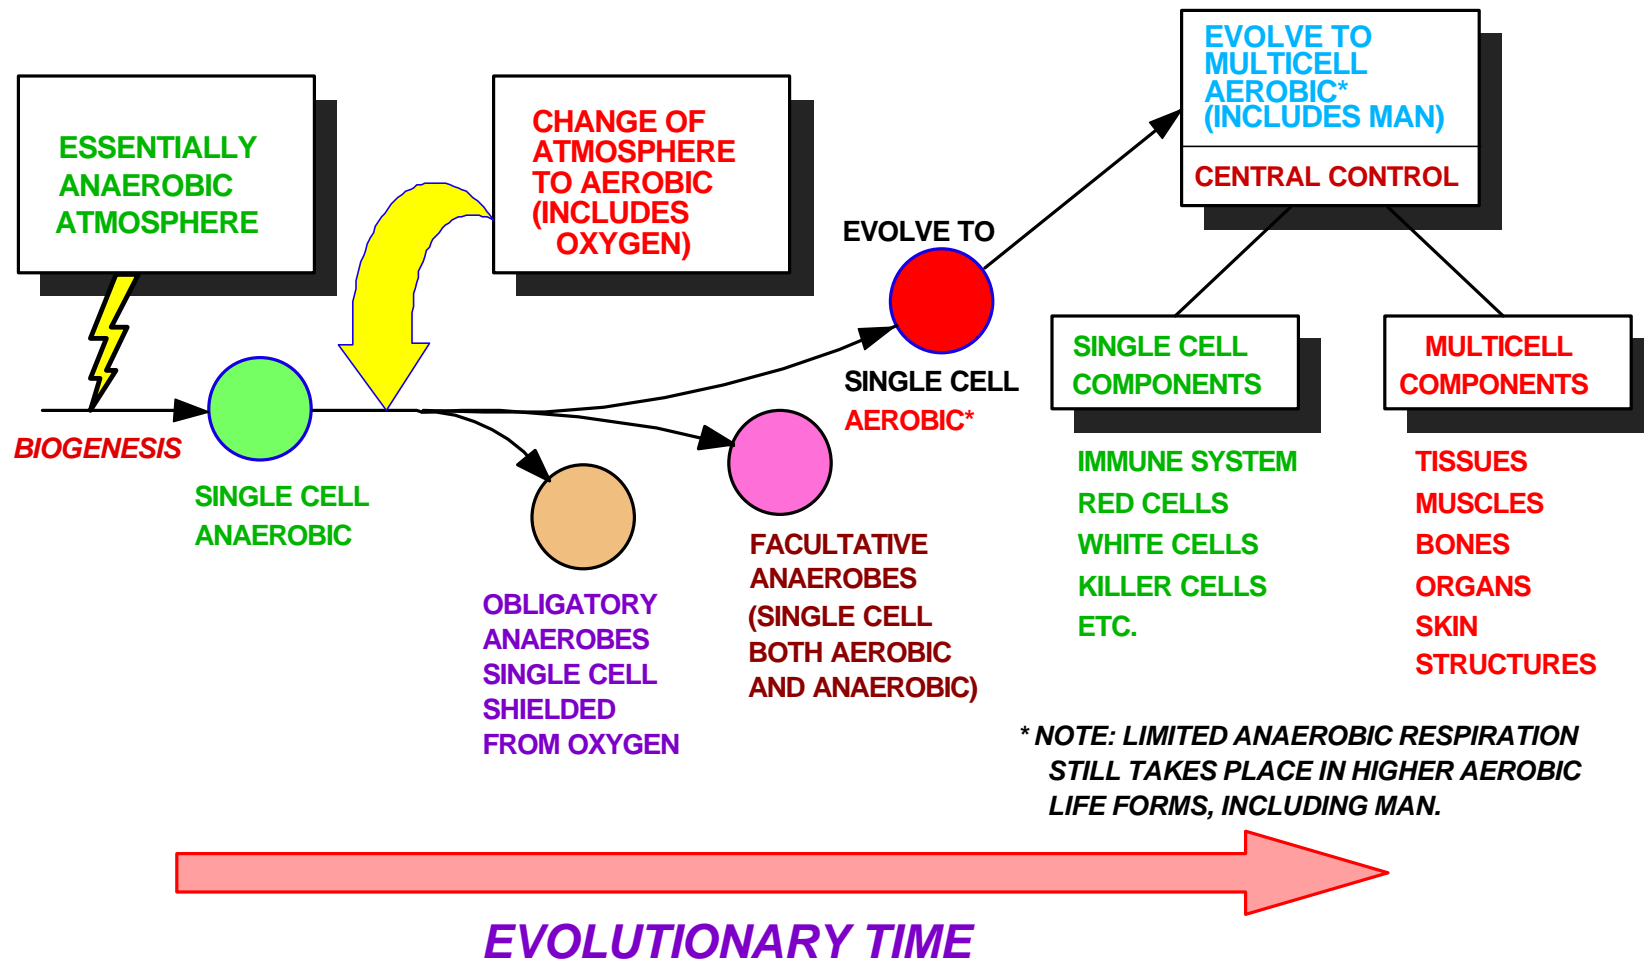 ESSENTIALLY
ANAEROBIC
ATMOSPHERE
CHANGE OF
ATMOSPHERE
TO AEROBIC
(INCLUDES
OXYGEN)
EVOLVE TO
MULTICELL
AEROBIC*
(INCLUDES MAN)
CENTRAL CONTROL
EVOLVE TO
SINGLE CELL
AEROBIC*
BIOGENESIS
SINGLE CELL
ANAEROBIC
OBLIGATORY
ANAEROBES
SINGLE CELL
SHIELDED
FROM OXYGEN
FACULTATIVE
ANAEROBES
(SINGLE CELL
BOTH AEROBIC
AND ANAEROBIC)
SINGLE CELL
COMPONENTS
IMMUNE SYSTEM
RED CELLS
WHITE CELLS
KILLER CELLS
ETC.
MULTICELL
COMPONENTS
TISSUES
MUSCLES
BONES
ORGANS
SKIN
STRUCTURES
* NOTE: LIMITED ANAEROBIC RESPIRATION
STILL TAKES PLACE IN HIGHER AEROBIC
LIFE FORMS, INCLUDING MAN.
EVOLUTIONARY TIME